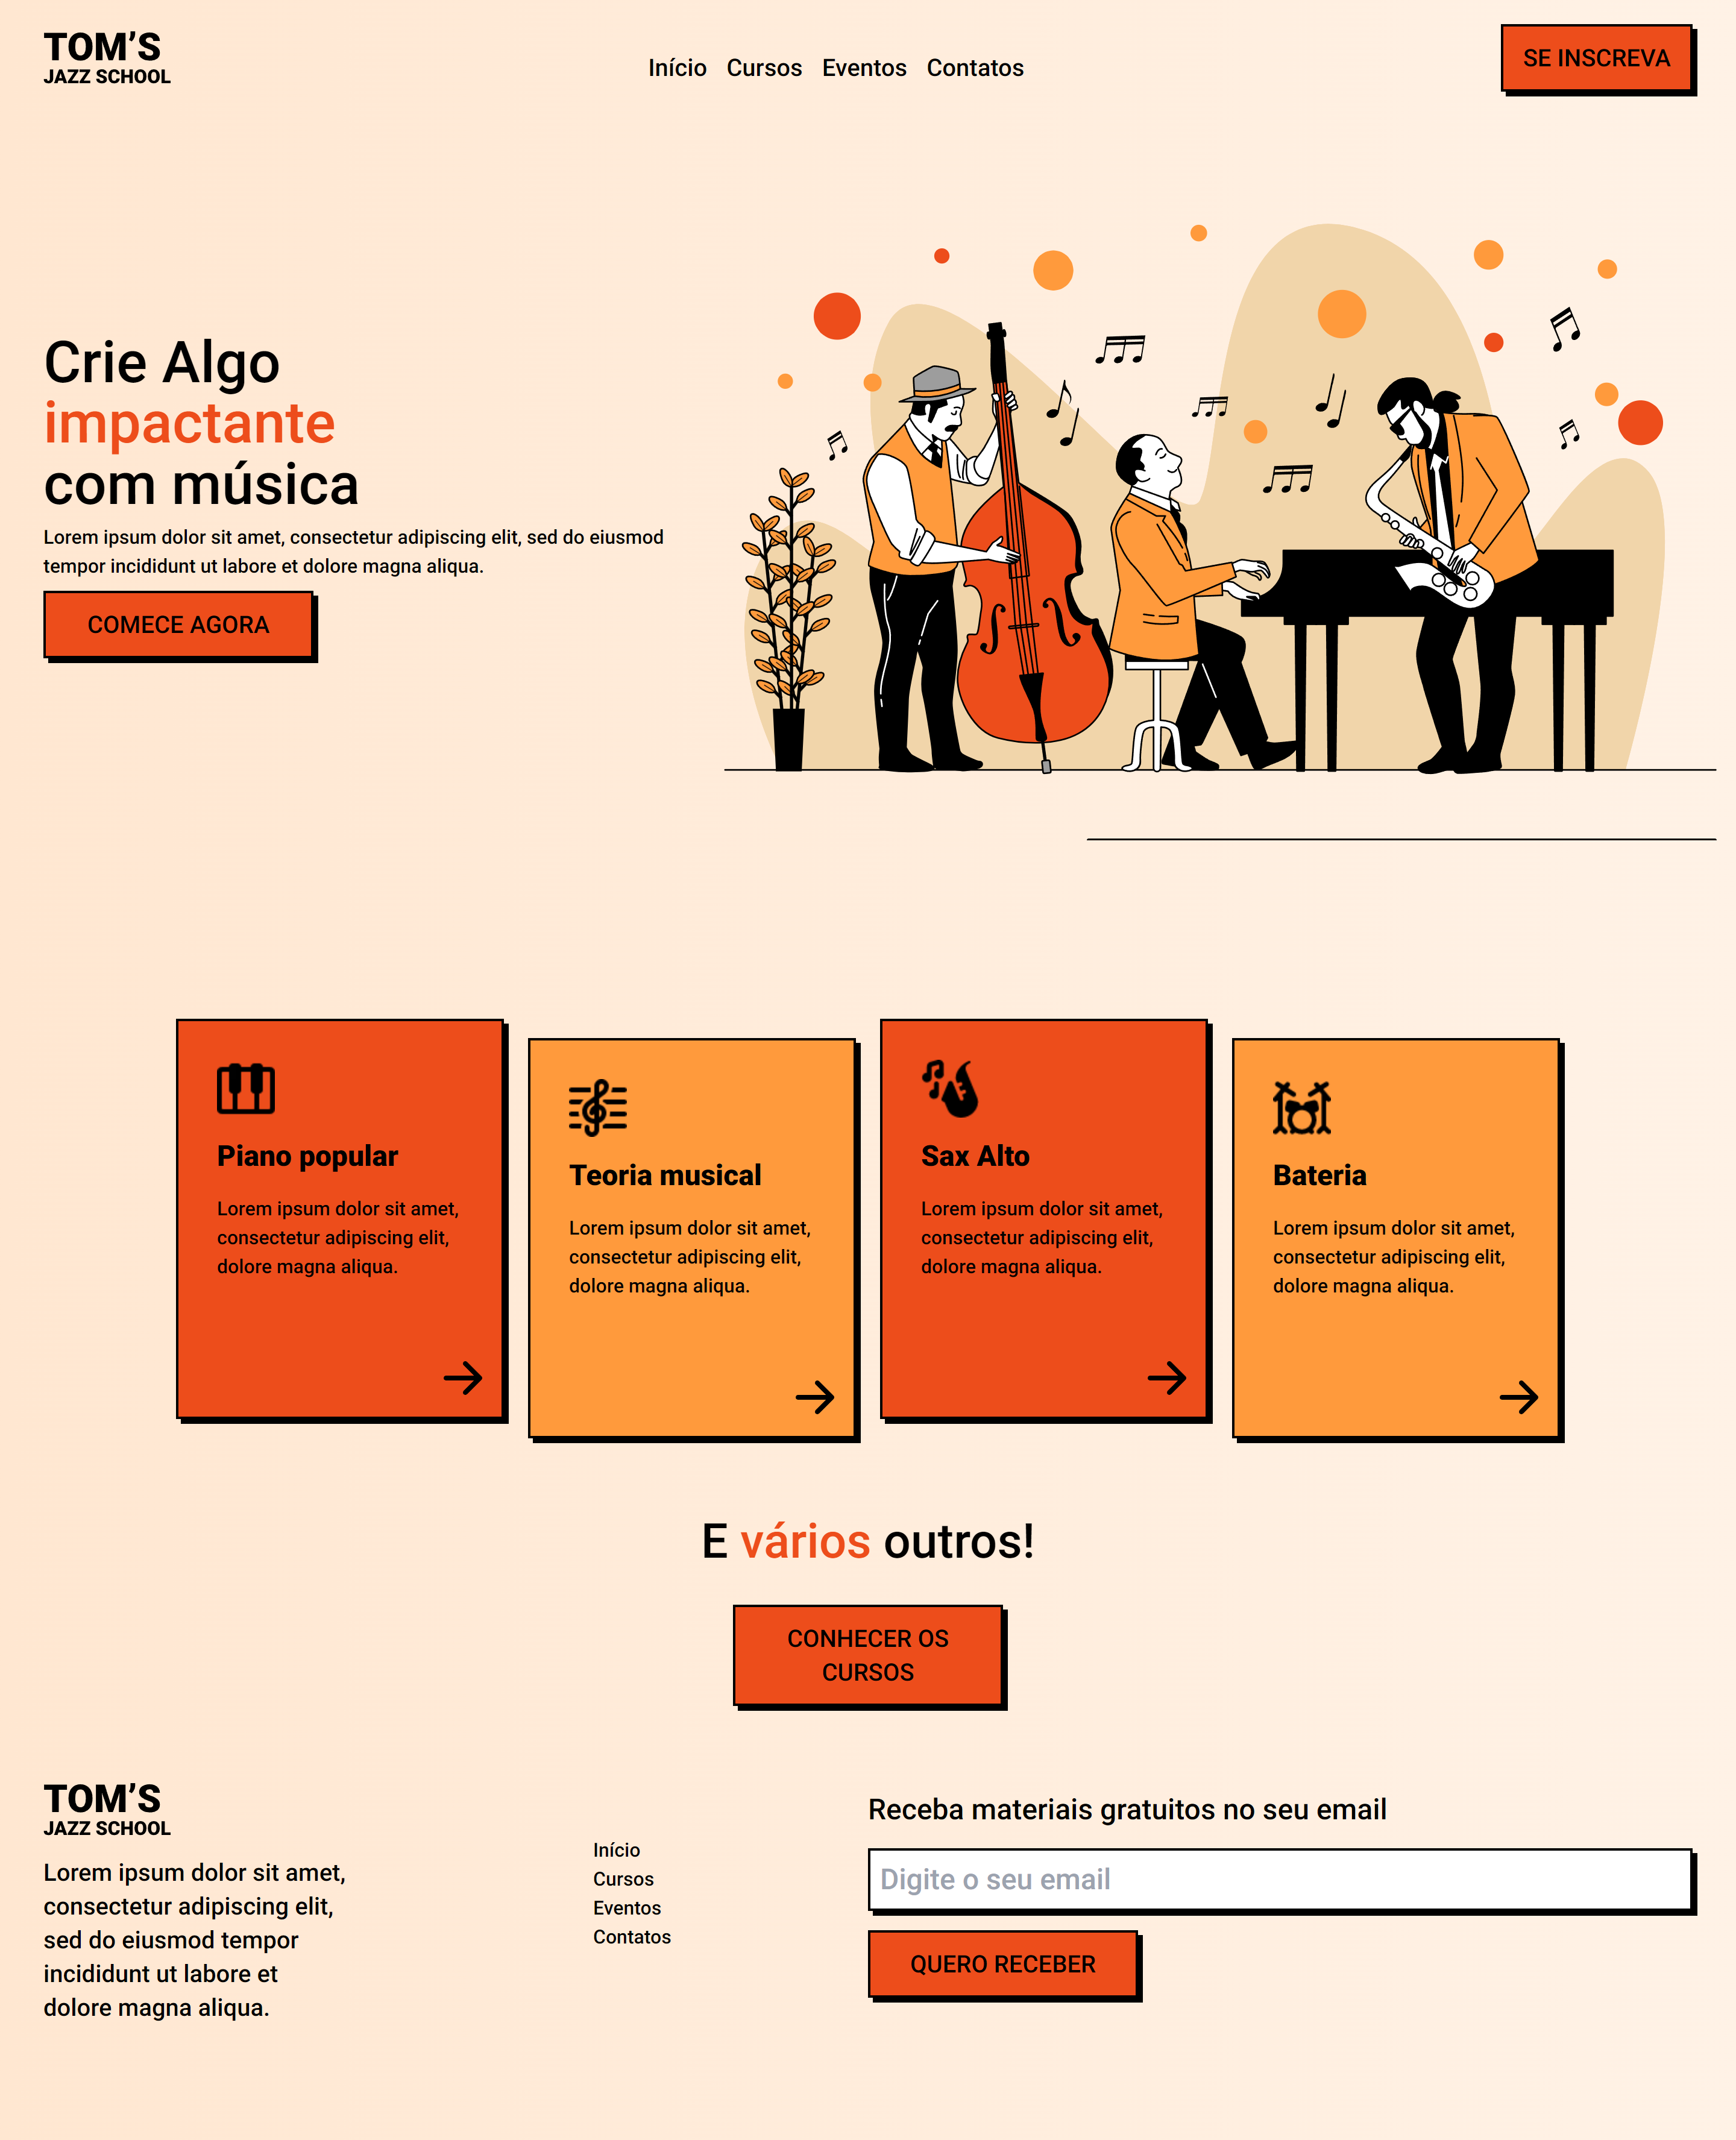 TOM’S
JAZZ SCHOOL
Início Cursos Eventos Contatos
SE INSCREVA
Crie Algo
impactante
com música
Lorem ipsum dolor sit amet, consectetur adipiscing elit, sed do eiusmod
tempor incididunt ut labore et dolore magna aliqua.
COMECE AGORA
Piano popular
Lorem ipsum dolor sit amet,
consectetur adipiscing elit,
dolore magna aliqua.
Teoria musical
Lorem ipsum dolor sit amet,
consectetur adipiscing elit,
dolore magna aliqua.
Sax Alto
Lorem ipsum dolor sit amet,
consectetur adipiscing elit,
dolore magna aliqua.
Bateria
Lorem ipsum dolor sit amet,
consectetur adipiscing elit,
dolore magna aliqua.
E vários outros!
CONHECER OS
CURSOS
TOM’S
JAZZ SCHOOL
Lorem ipsum dolor sit amet,
consectetur adipiscing elit,
sed do eiusmod tempor
incididunt ut labore et
dolore magna aliqua.
Início
Cursos
Eventos
Contatos
Receba materiais gratuitos no seu email
Digite o seu email
QUERO RECEBER